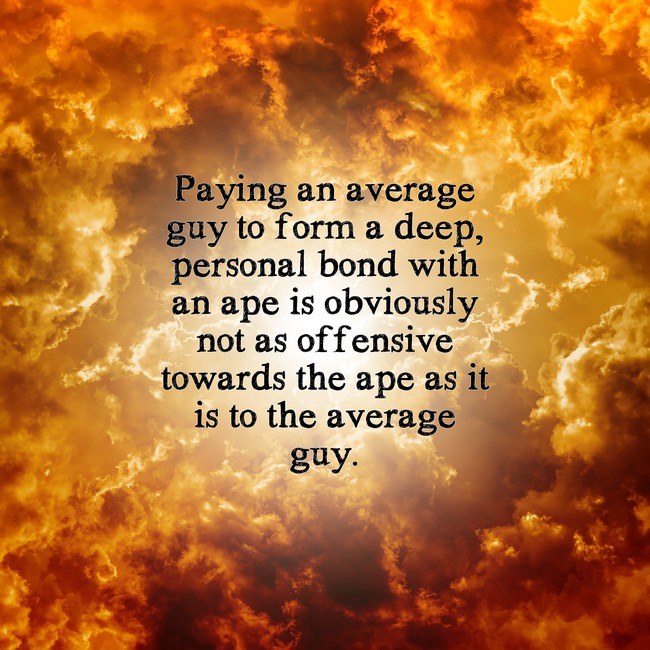 Paying an average
guy to form a deep,
personal bond with
an ape is obviously
not as offensive
towards the ape as it
is to the average
guy.